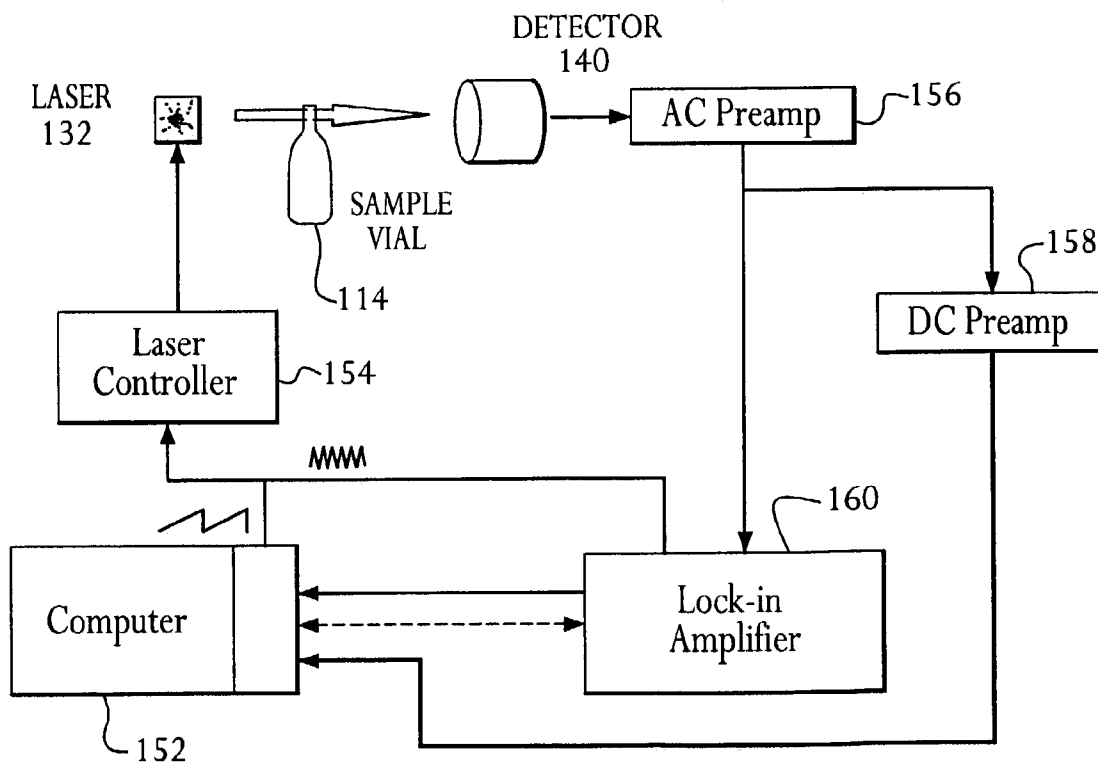 DETECTOR
140
LASER
132
AC Preamp
156
SAMPLE
VIAL
114
158
DC Preamp
Laser
Controller
154
160
Computer
Lock-in
Amplifier
152